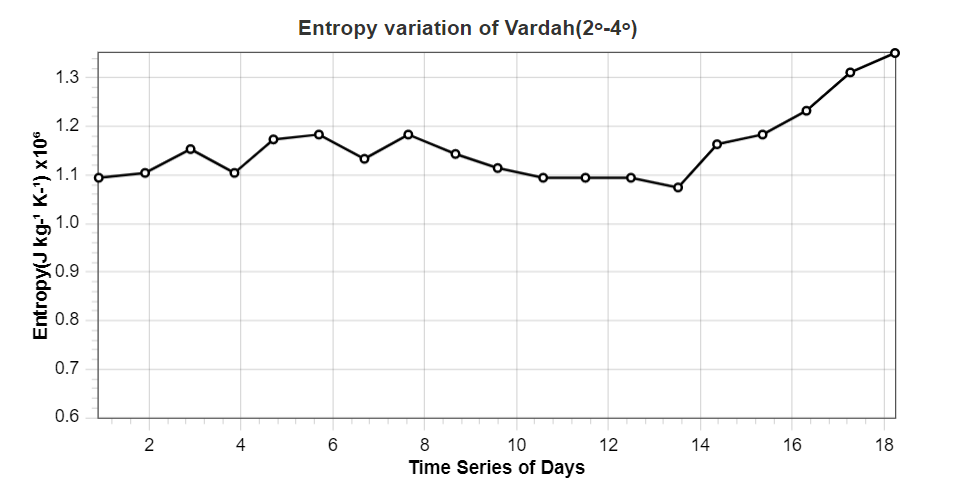 Entropy variation of Vardah(2º-4º)
Entropy(J kg-¹ K-¹) x10⁶
1.3
1.2
1.1
1.0
0.9
0.8
0.7
0.6
2 4 6 8 10 12 14 16 18
Time Series of Days